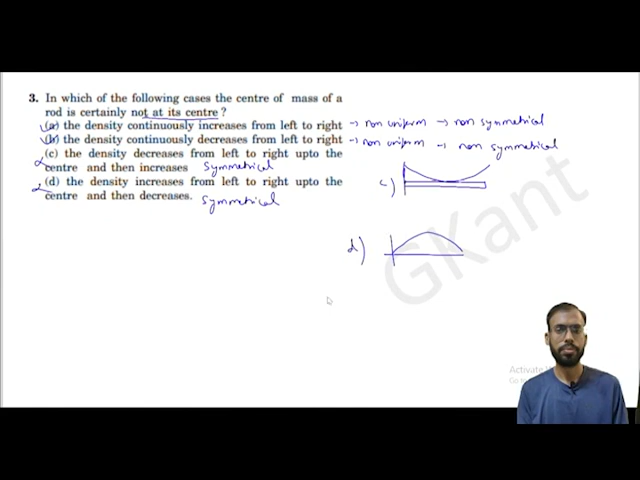 3. In which of the following cases the centre of mass of a
rod is certainly not at its centre ?
(a) the density continuously increases from left to right → non uniform → non symmetrical
(b) the density continuously decreases from left to right → non uniform → non symmetrical
(c) the density decreases from left to right upto the
centre and then increases symmetrical
(d) the density increases from left to right upto the
centre and then decreases. symmetrical
c)
d)
GKant
Activate
Go to